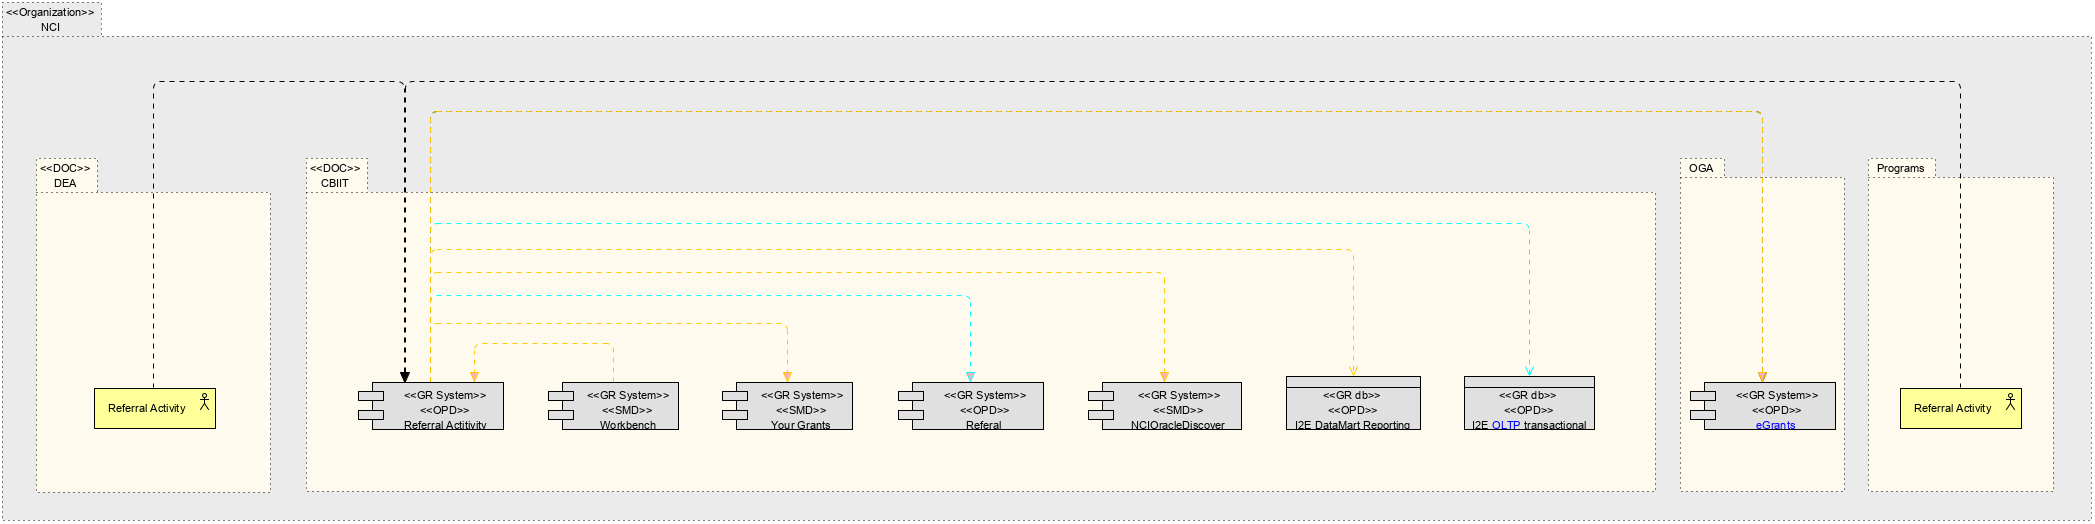 <<Organization>>
NCI
<<DOC>>
DEA
<<DOC>>
CBIIT
OGA
Programs
Referral Activity
<<GR System>>
<<OPD>>
Referral Actitivity
<<GR System>>
<<SMD>>
Workbench
<<GR System>>
<<SMD>>
Your Grants
<<GR System>>
<<OPD>>
Referal
<<GR System>>
<<SMD>>
NCIOracleDiscover
<<GR db>>
<<OPD>>
I2E DataMart Reporting
<<GR db>>
<<OPD>>
I2E OLTP transactional
<<GR System>>
<<OPD>>
eGrants
Referral Activity